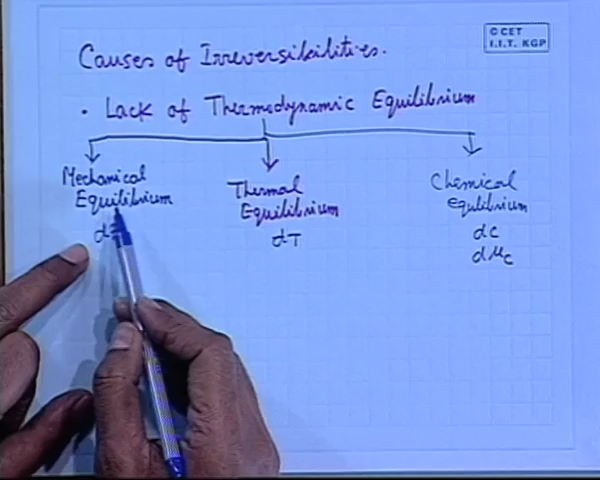 © CET
I.I.T. KGP
Causes of Irreversibilities.
· Lack of Thermodynamic Equilibrium
Mechanical
Equilibrium
Thermal
Equilibrium
dT
Chemical
equilibrium
dc
dμc